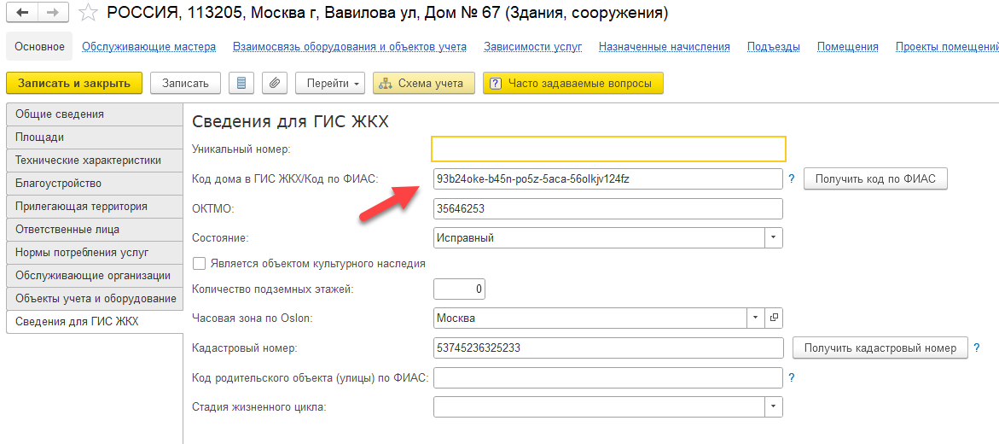 РОССИЯ, 113205, Москва г, Вавилова ул, Дом № 67 (Здания, сооружения)
Основное Обслуживающие мастера Взаимосвязь оборудования и объектов учета Зависимости услуг Назначенные начисления Подъезды Помещения Проекты помещений
Записать и закрыть Записать Перейти Схема учета ? Часто задаваемые вопросы
Общие сведения
Площади
Технические характеристики
Благоустройство
Прилегающая территория
Ответственные лица
Нормы потребления услуг
Обслуживающие организации
Объекты учета и оборудование
Сведения для ГИС ЖКХ
Сведения для ГИС ЖКХ
Уникальный номер:
Код дома в ГИС ЖКХ/Код по ФИАС: 93b24oke-b45n-po5z-5aca-56olkjv124fz ? Получить код по ФИАС
ОКТМО: 35646253
Состояние: Исправный
Является объектом культурного наследия
Количество подземных этажей: 0
Часовая зона по Oslon: Москва
Кадастровый номер: 53745236325233 Получить кадастровый номер ?
Код родительского объекта (улицы) по ФИАС: ?
Стадия жизненного цикла: